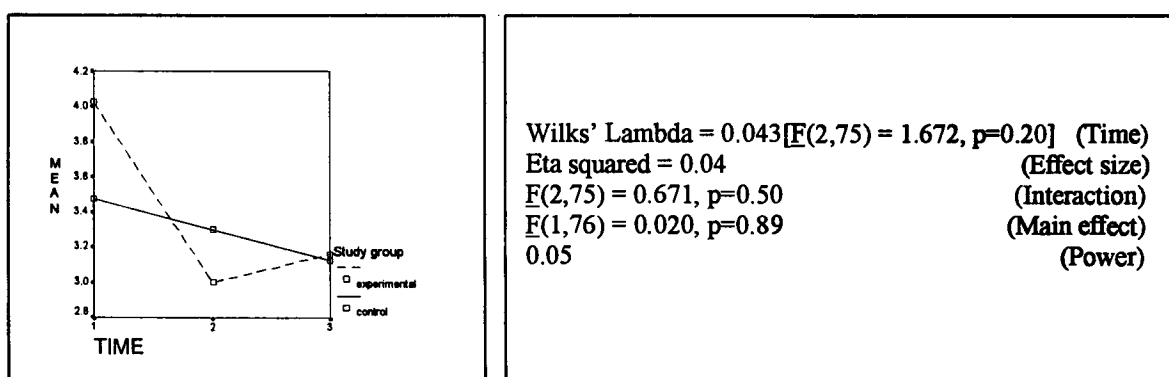 4.2
4.0
3.8
3.6
3.4
3.2
3.0
2.8
MEAN
1 2 3
TIME
Study group
experimental
control
Wilks' Lambda = 0.043[F(2,75) = 1.672, p=0.20] (Time)
Eta squared = 0.04 (Effect size)
F(2,75) = 0.671, p=0.50 (Interaction)
F(1,76) = 0.020, p=0.89 (Main effect)
0.05 (Power)